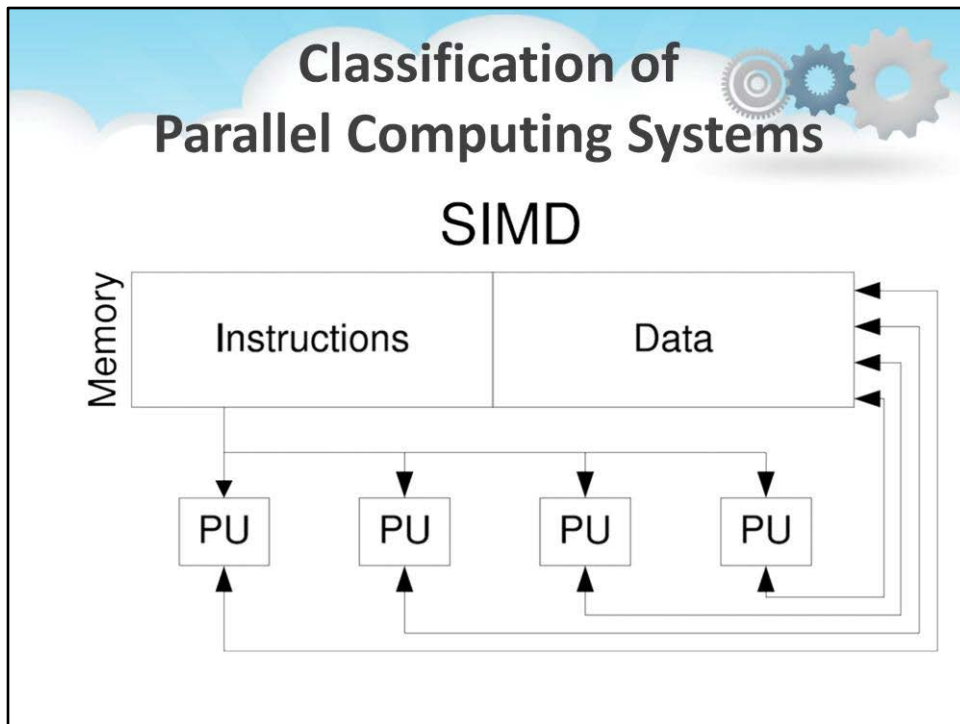 Classification of
Parallel Computing Systems
SIMD
Memory
Instructions
Data
PU
PU
PU
PU